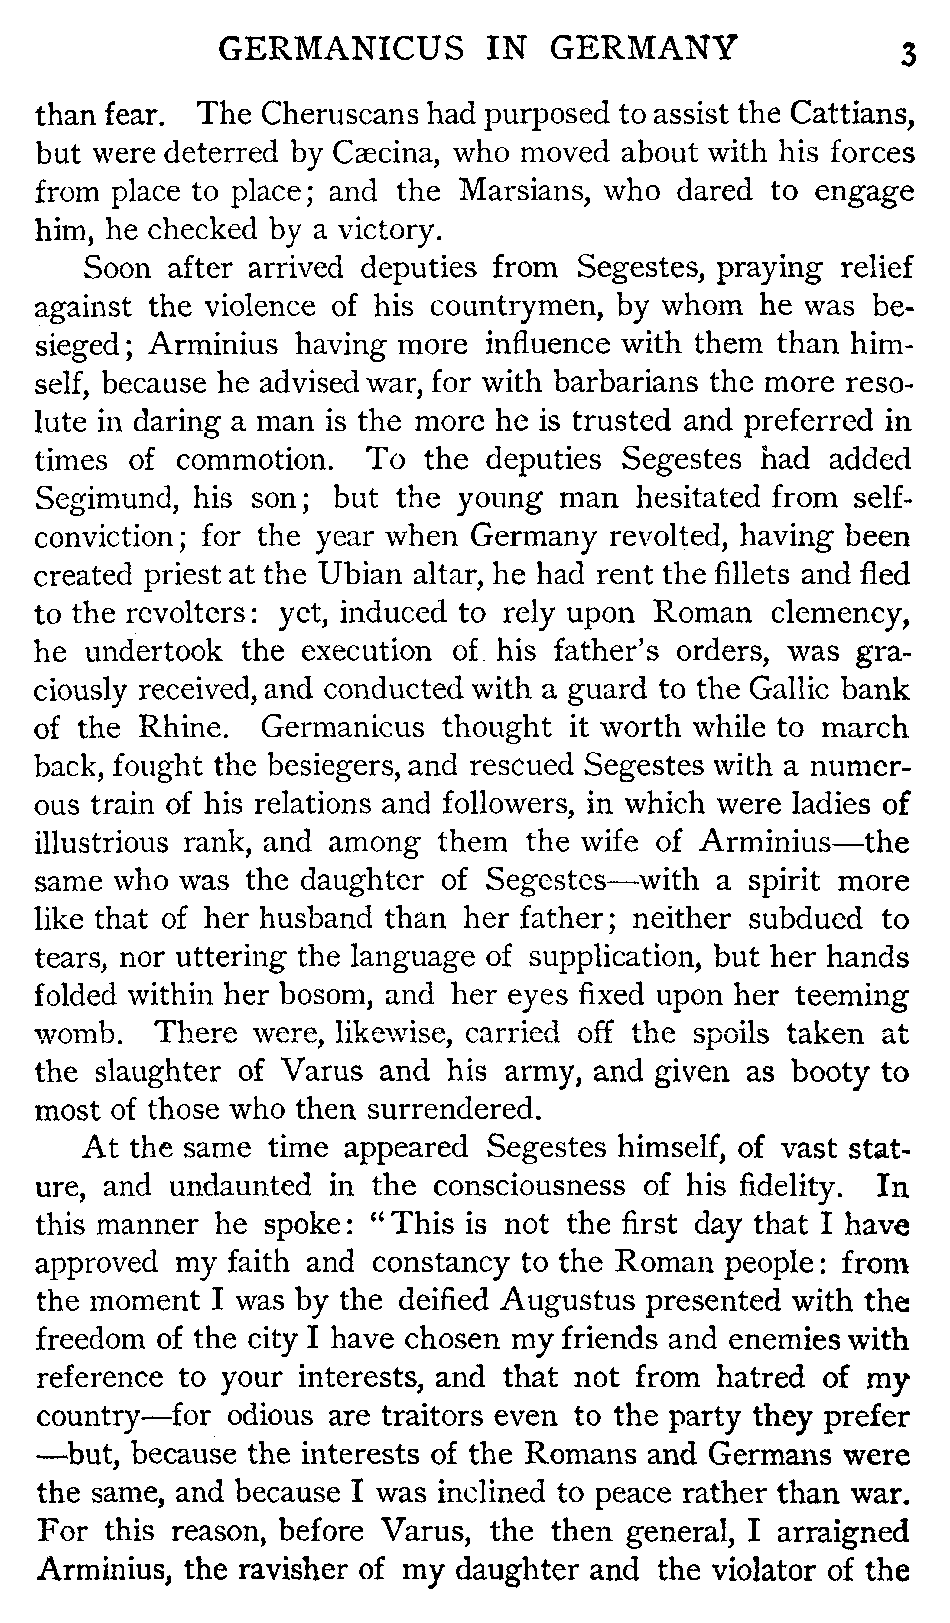 GERMANICUS IN GERMANY 3
than fear. The Cheruscans had purposed to assist the Cattians,
but were deterred by Cæcina, who moved about with his forces
from place to place; and the Marsians, who dared to engage
him, he checked by a victory.
Soon after arrived deputies from Segestes, praying relief
against the violence of his countrymen, by whom he was be-
sieged; Arminius having more influence with them than him-
self, because he advised war, for with barbarians the more reso-
lute in daring a man is the more he is trusted and preferred in
times of commotion. To the deputies Segestes had added
Segimund, his son; but the young man hesitated from self-
conviction; for the year when Germany revolted, having been
created priest at the Ubian altar, he had rent the fillets and fled
to the revolters: yet, induced to rely upon Roman clemency,
he undertook the execution of his father's orders, was gra-
ciously received, and conducted with a guard to the Gallic bank
of the Rhine. Germanicus thought it worth while to march
back, fought the besiegers, and rescued Segestes with a numer-
ous train of his relations and followers, in which were ladies of
illustrious rank, and among them the wife of Arminius—the
same who was the daughter of Segestes—with a spirit more
like that of her husband than her father; neither subdued to
tears, nor uttering the language of supplication, but her hands
folded within her bosom, and her eyes fixed upon her teeming
womb. There were, likewise, carried off the spoils taken at
the slaughter of Varus and his army, and given as booty to
most of those who then surrendered.
At the same time appeared Segestes himself, of vast stat-
ure, and undaunted in the consciousness of his fidelity. In
this manner he spoke: "This is not the first day that I have
approved my faith and constancy to the Roman people: from
the moment I was by the deified Augustus presented with the
freedom of the city I have chosen my friends and enemies with
reference to your interests, and that not from hatred of my
country—for odious are traitors even to the party they prefer
—but, because the interests of the Romans and Germans were
the same, and because I was inclined to peace rather than war.
For this reason, before Varus, the then general, I arraigned
Arminius, the ravisher of my daughter and the violator of the